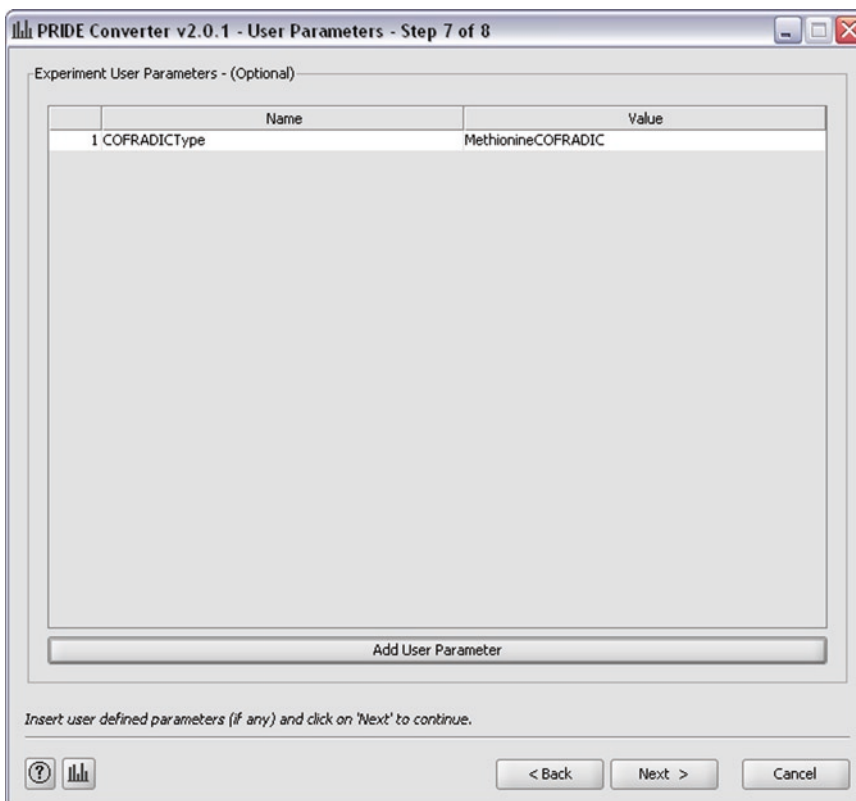 PRIDE Converter v2.0.1 - User Parameters - Step 7 of 8
Experiment User Parameters - (Optional)
Name Value
1 COFRADICType MethionineCOFRADIC
Add User Parameter
Insert user defined parameters (if any) and click on 'Next' to continue.
? < Back Next > Cancel